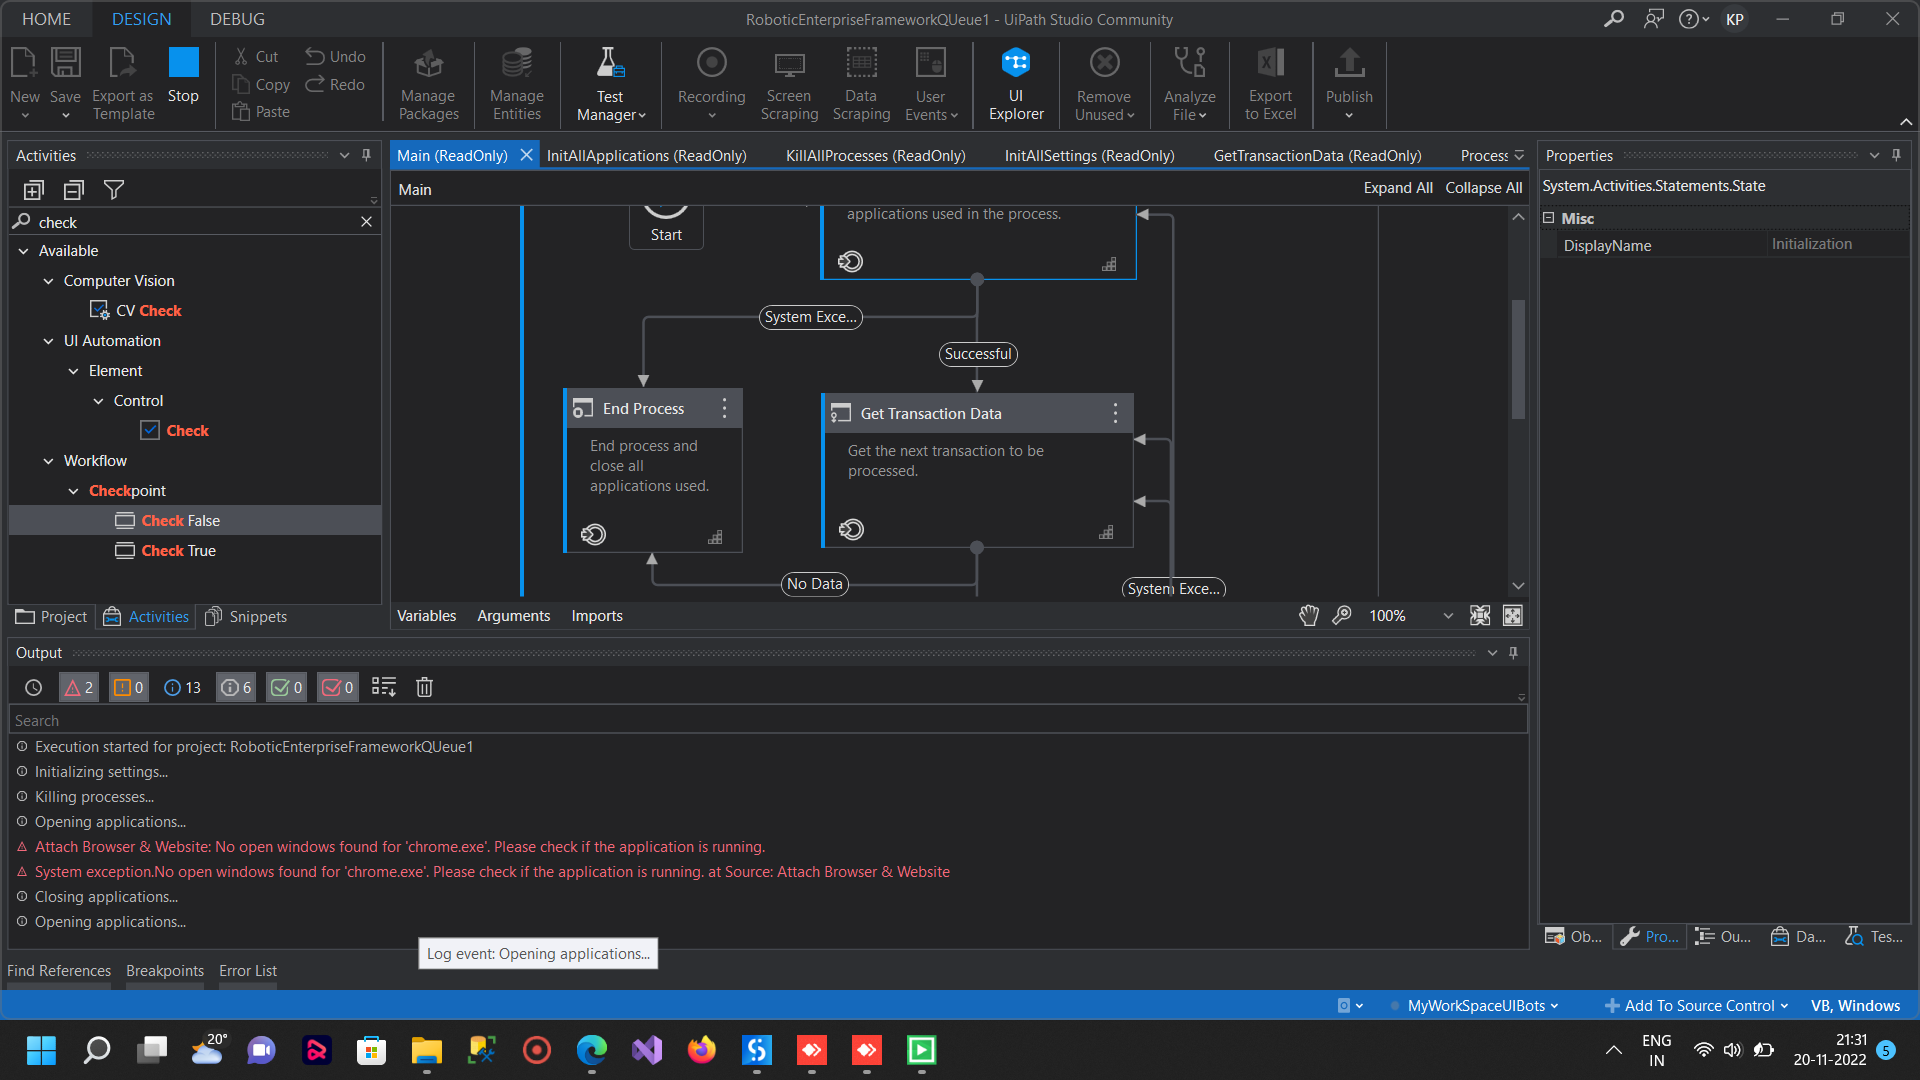 HOME
DESIGN
DEBUG
RoboticEnterpriseFrameworkQUeue1 - UiPath Studio Community
KP
New
Save
Export as
Template
Stop
Cut
Copy
Paste
Undo
Redo
Manage
Packages
Manage
Entities
Test
Manager
Recording
Screen
Scraping
Data
Scraping
User
Events
UI
Explorer
Remove
Unused
Analyze
File
Export
to Excel
Publish
Activities
check
Available
Computer Vision
CV Check
UI Automation
Element
Control
Check
Workflow
Checkpoint
Check False
Check True
Project
Activities
Snippets
Main (ReadOnly)
InitAllApplications (ReadOnly)
KillAllProcesses (ReadOnly)
InitAllSettings (ReadOnly)
GetTransactionData (ReadOnly)
Process
Main
Expand All
Collapse All
Start
applications used in the process.
System Exce...
Successful
End Process
End process and
close all
applications used.
Get Transaction Data
Get the next transaction to be
processed.
No Data
System Exce...
Variables
Arguments
Imports
100%
Properties
System.Activities.Statements.State
Misc
DisplayName
Initialization
Output
2
0
13
6
0
0
Search
Execution started for project: RoboticEnterpriseFrameworkQUeue1
Initializing settings...
Killing processes...
Opening applications...
Attach Browser & Website: No open windows found for 'chrome.exe'. Please check if the application is running.
System exception.No open windows found for 'chrome.exe'. Please check if the application is running. at Source: Attach Browser & Website
Closing applications...
Opening applications...
Log event: Opening applications...
Ob...
Pro...
Ou...
Da...
Tes...
Find References
Breakpoints
Error List
MyWorkSpaceUIBots
Add To Source Control
VB, Windows
20°
ENG
IN
21:31
20-11-2022
5